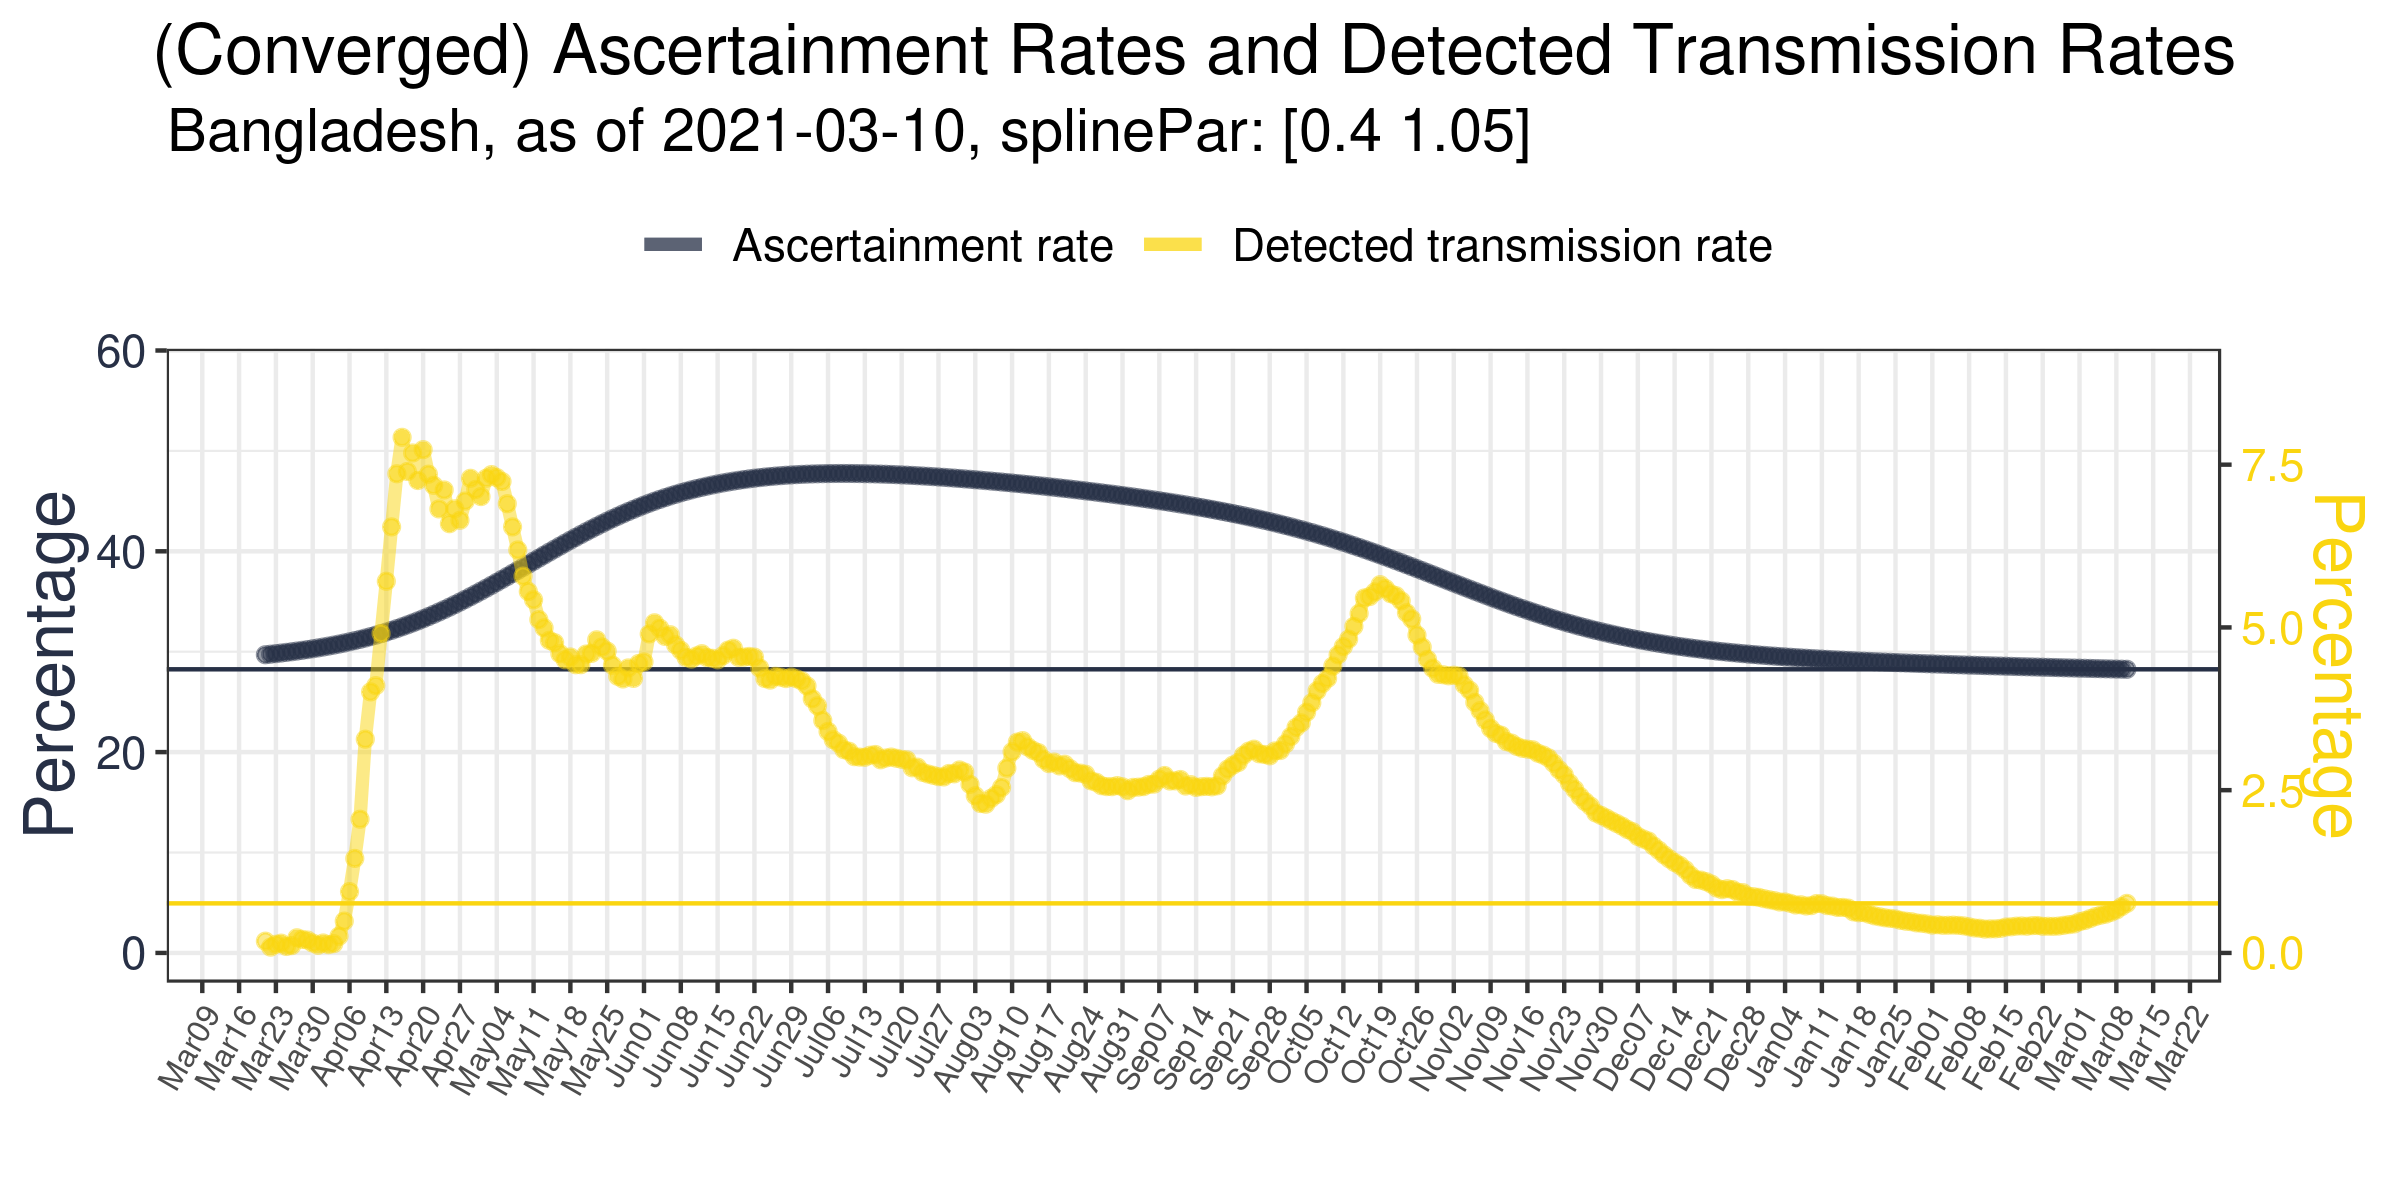 (Converged) Ascertainment Rates and Detected Transmission Rates
Bangladesh, as of 2021-03-10, splinePar: [0.4 1.05]
Ascertainment rate
Detected transmission rate
Percentage
60
40
20
0
7.5
5.0
2.5
0.0
Percentage
Mar09
Mar16
Mar23
Mar30
Apr06
Apr13
Apr20
Apr27
May04
May11
May18
May25
Jun01
Jun08
Jun15
Jun22
Jun29
Jul06
Jul13
Jul20
Jul27
Aug03
Aug10
Aug17
Aug24
Aug31
Sep07
Sep14
Sep21
Sep28
Oct05
Oct12
Oct19
Oct26
Nov02
Nov09
Nov16
Nov23
Nov30
Dec07
Dec14
Dec21
Dec28
Jan04
Jan11
Jan18
Jan25
Feb01
Feb08
Feb15
Feb22
Mar01
Mar08
Mar15
Mar22